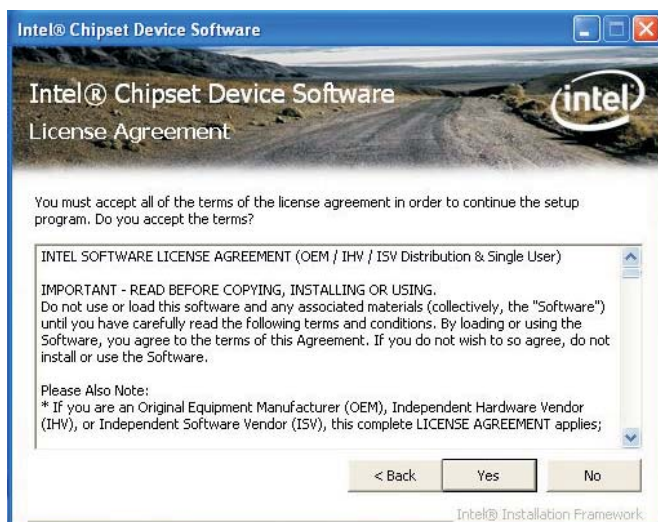 Intel® Chipset Device Software
Intel® Chipset Device Software
intel®
License Agreement
You must accept all of the terms of the license agreement in order to continue the setup
program. Do you accept the terms?
INTEL SOFTWARE LICENSE AGREEMENT (OEM / IHV / ISV Distribution & Single User)
IMPORTANT - READ BEFORE COPYING, INSTALLING OR USING.
Do not use or load this software and any associated materials (collectively, the "Software")
until you have carefully read the following terms and conditions. By loading or using the
Software, you agree to the terms of this Agreement. If you do not wish to so agree, do not
install or use the Software.
Please Also Note:
* If you are an Original Equipment Manufacturer (OEM), Independent Hardware Vendor
(IHV), or Independent Software Vendor (ISV), this complete LICENSE AGREEMENT applies;
< Back Yes No
Intel® Installation Framework